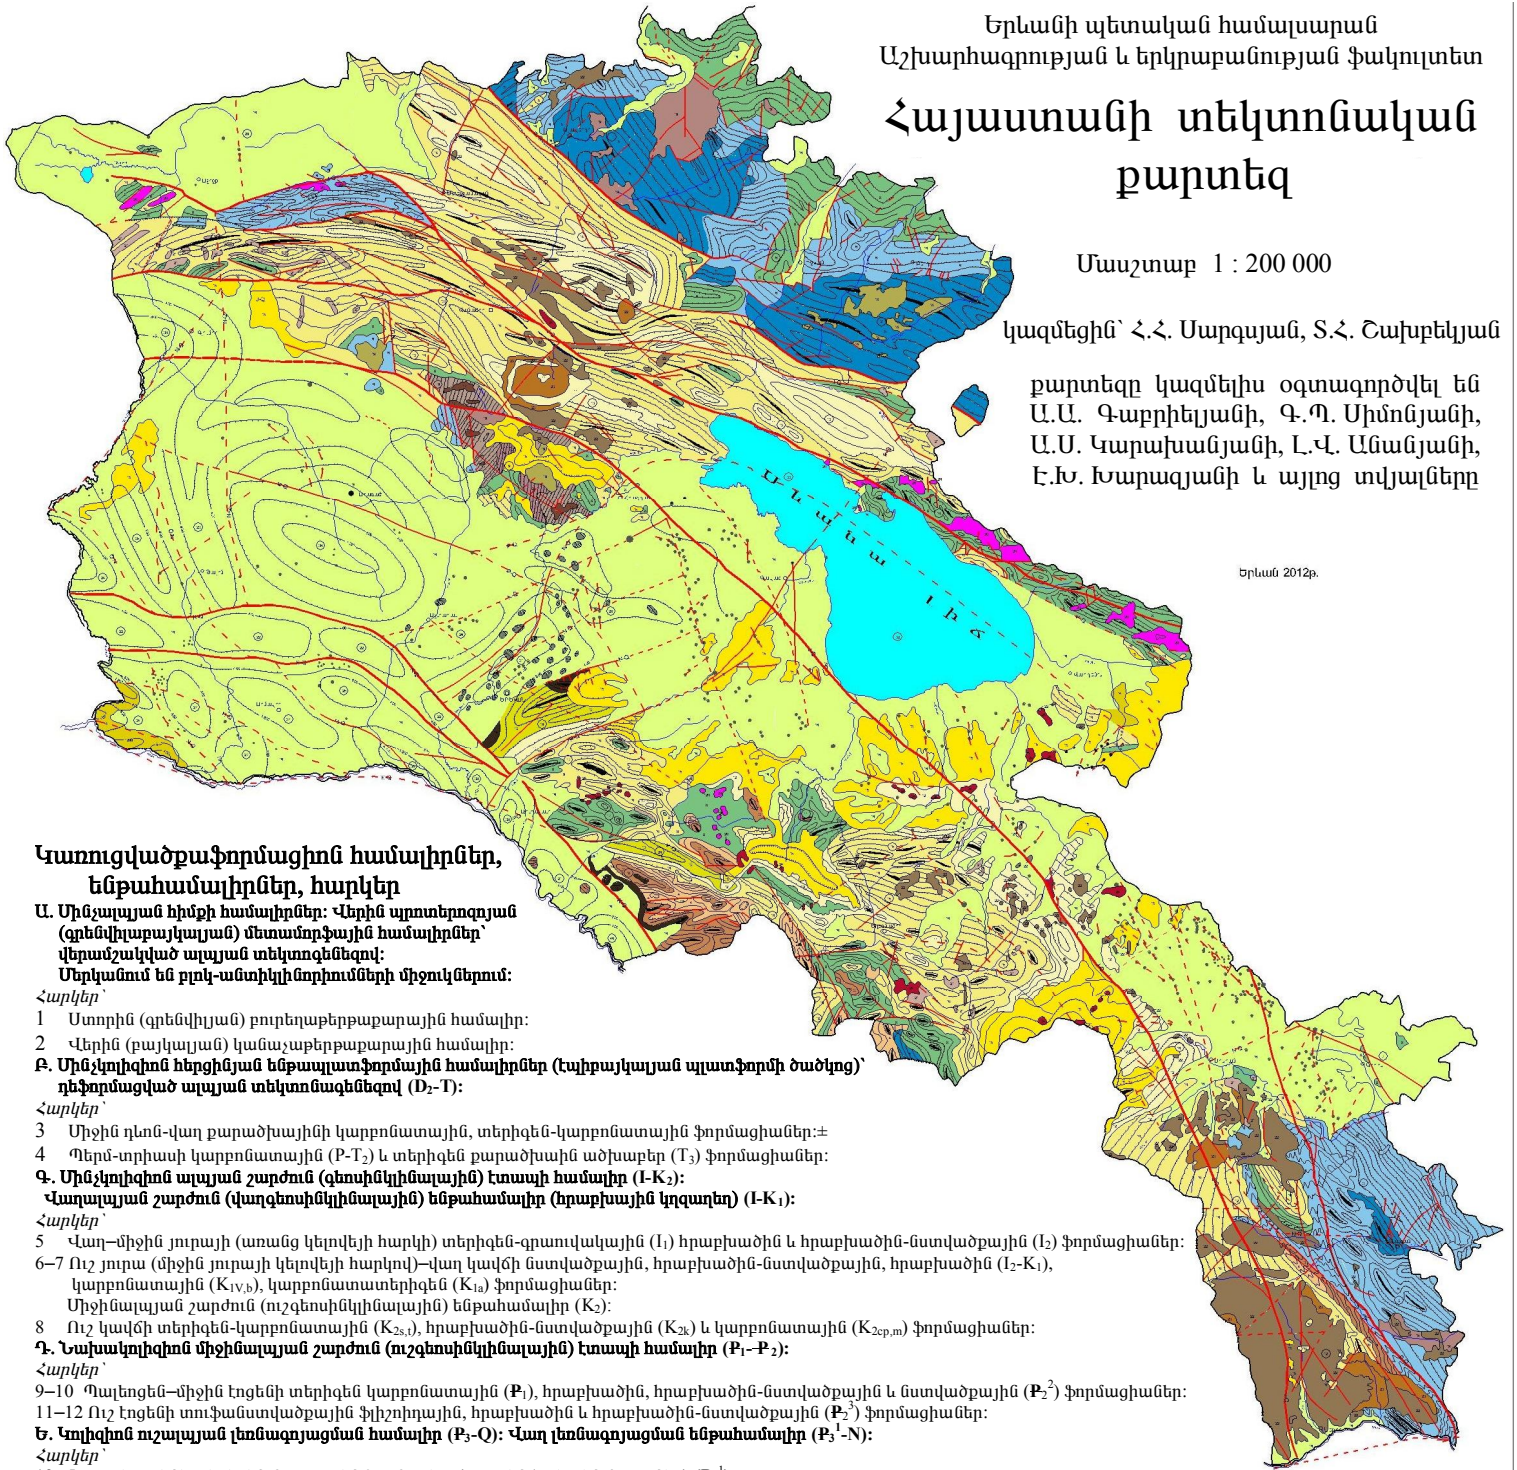 Երևանի պետական համալսարան
Աշխարհագրության և երկրաբանության ֆակուլտետ
Հայաստանի տեկտոնական
քարտեզ
Մասշտաբ 1 : 200 000
կազմեցին՝ Հ.Հ. Սարգսյան, Տ.Հ. Շախբեկյան
քարտեզը կազմելիս օգտագործվել են
Ա.Ա. Գաբրիելյանի, Գ.Պ. Սիմոնյանի,
Ա.Ս. Կարախանյանի, Լ.Վ. Անանյանի,
Է.Խ. Խարազյանի և այլոց տվյալները
Երևան 2012թ.
Սևանա
լիճ
Կառուցվածքաֆորմացիոն համալիրներ,
ենթահամալիրներ, հարկեր
Ա. Մինչալպյան հիմքի համալիրներ: Վերին պրոտերոզոյան
(գրենվիլաբայկալյան) մետամորֆային համալիրներ՝
վերամշակված ալպյան տեկտոգենեզով:
Մերկանում են բլոկ-անտիկլինորիումների միջուկներում:
Հարկեր՝
1 Ստորին (գրենվիլյան) բուրեղաթերթաքարային համալիր:
2 Վերին (բայկալյան) կանաչաթերթաքարային համալիր:
Բ. Մինչկոլիզիոն հերցինյան ենթապլատֆորմային համալիրներ (էպիբայկալյան պլատֆորմի ծածկոց)՝
դեֆորմացված ալպյան տեկտոնագենեզով (D₂-T):
Հարկեր՝
3 Միջին դևոն-վաղ քարածխայինի կարբոնատային, տերիգեն-կարբոնատային ֆորմացիաներ:±
4 Պերմ-տրիասի կարբոնատային (P-T₂) և տերիգեն քարածխաին ածխաբեր (T₃) ֆորմացիաներ:
Գ. Մինչկոլիզիոն ալպյան շարժուն (գեոսինկլինալային) էտապի համալիր (I-K₂):
Վաղալպյան շարժուն (վաղգեոսինկլինալային) ենթահամալիր (հրաբխային կղզաղեղ) (I-K₁):
Հարկեր՝
5 Վաղ–միջին յուրայի (առանց կելովեյի հարկի) տերիգեն-գրաուվակային (I₁) հրաբխածին և հրաբխածին-նստվածքային (I₂) ֆորմացիաներ:
6–7 Ուշ յուրա (միջին յուրայի կելովեյի հարկով)–վաղ կավճի նստվածքային, հրաբխածին-նստվածքային, հրաբխածին (I₂-K₁),
կարբոնատային (K₁V,b), կարբոնատատերիգեն (K₁a) ֆորմացիաներ:
Միջինալպյան շարժուն (ուշգեոսինկլինալային) ենթահամալիր (K₂):
8 Ուշ կավճի տերիգեն-կարբոնատային (K₂s,t), հրաբխածին-նստվածքային (K₂k) և կարբոնատային (K₂cp,m) ֆորմացիաներ:
Դ. Նախակոլիզիոն միջինալպյան շարժուն (ուշգեոսինկլինալային) էտապի համալիր (₽₁-₽₂):
Հարկեր՝
9–10 Պալեոցեն–միջին էոցենի տերիգեն կարբոնատային (₽₁), հրաբխածին, հրաբխածին-նստվածքային և նստվածքային (₽₂²) ֆորմացիաներ:
11–12 Ուշ էոցենի տուֆանստվածքային ֆլիշոիդային, հրաբխածին և հրաբխածին-նստվածքային (₽₂³) ֆորմացիաներ:
Ե. Կոլիզիոն ուշալպյան լեռնագոյացման համալիր (₽₃-Q): Վաղ լեռնագոյացման ենթահամալիր (₽₃¹-N):
Հարկեր՝